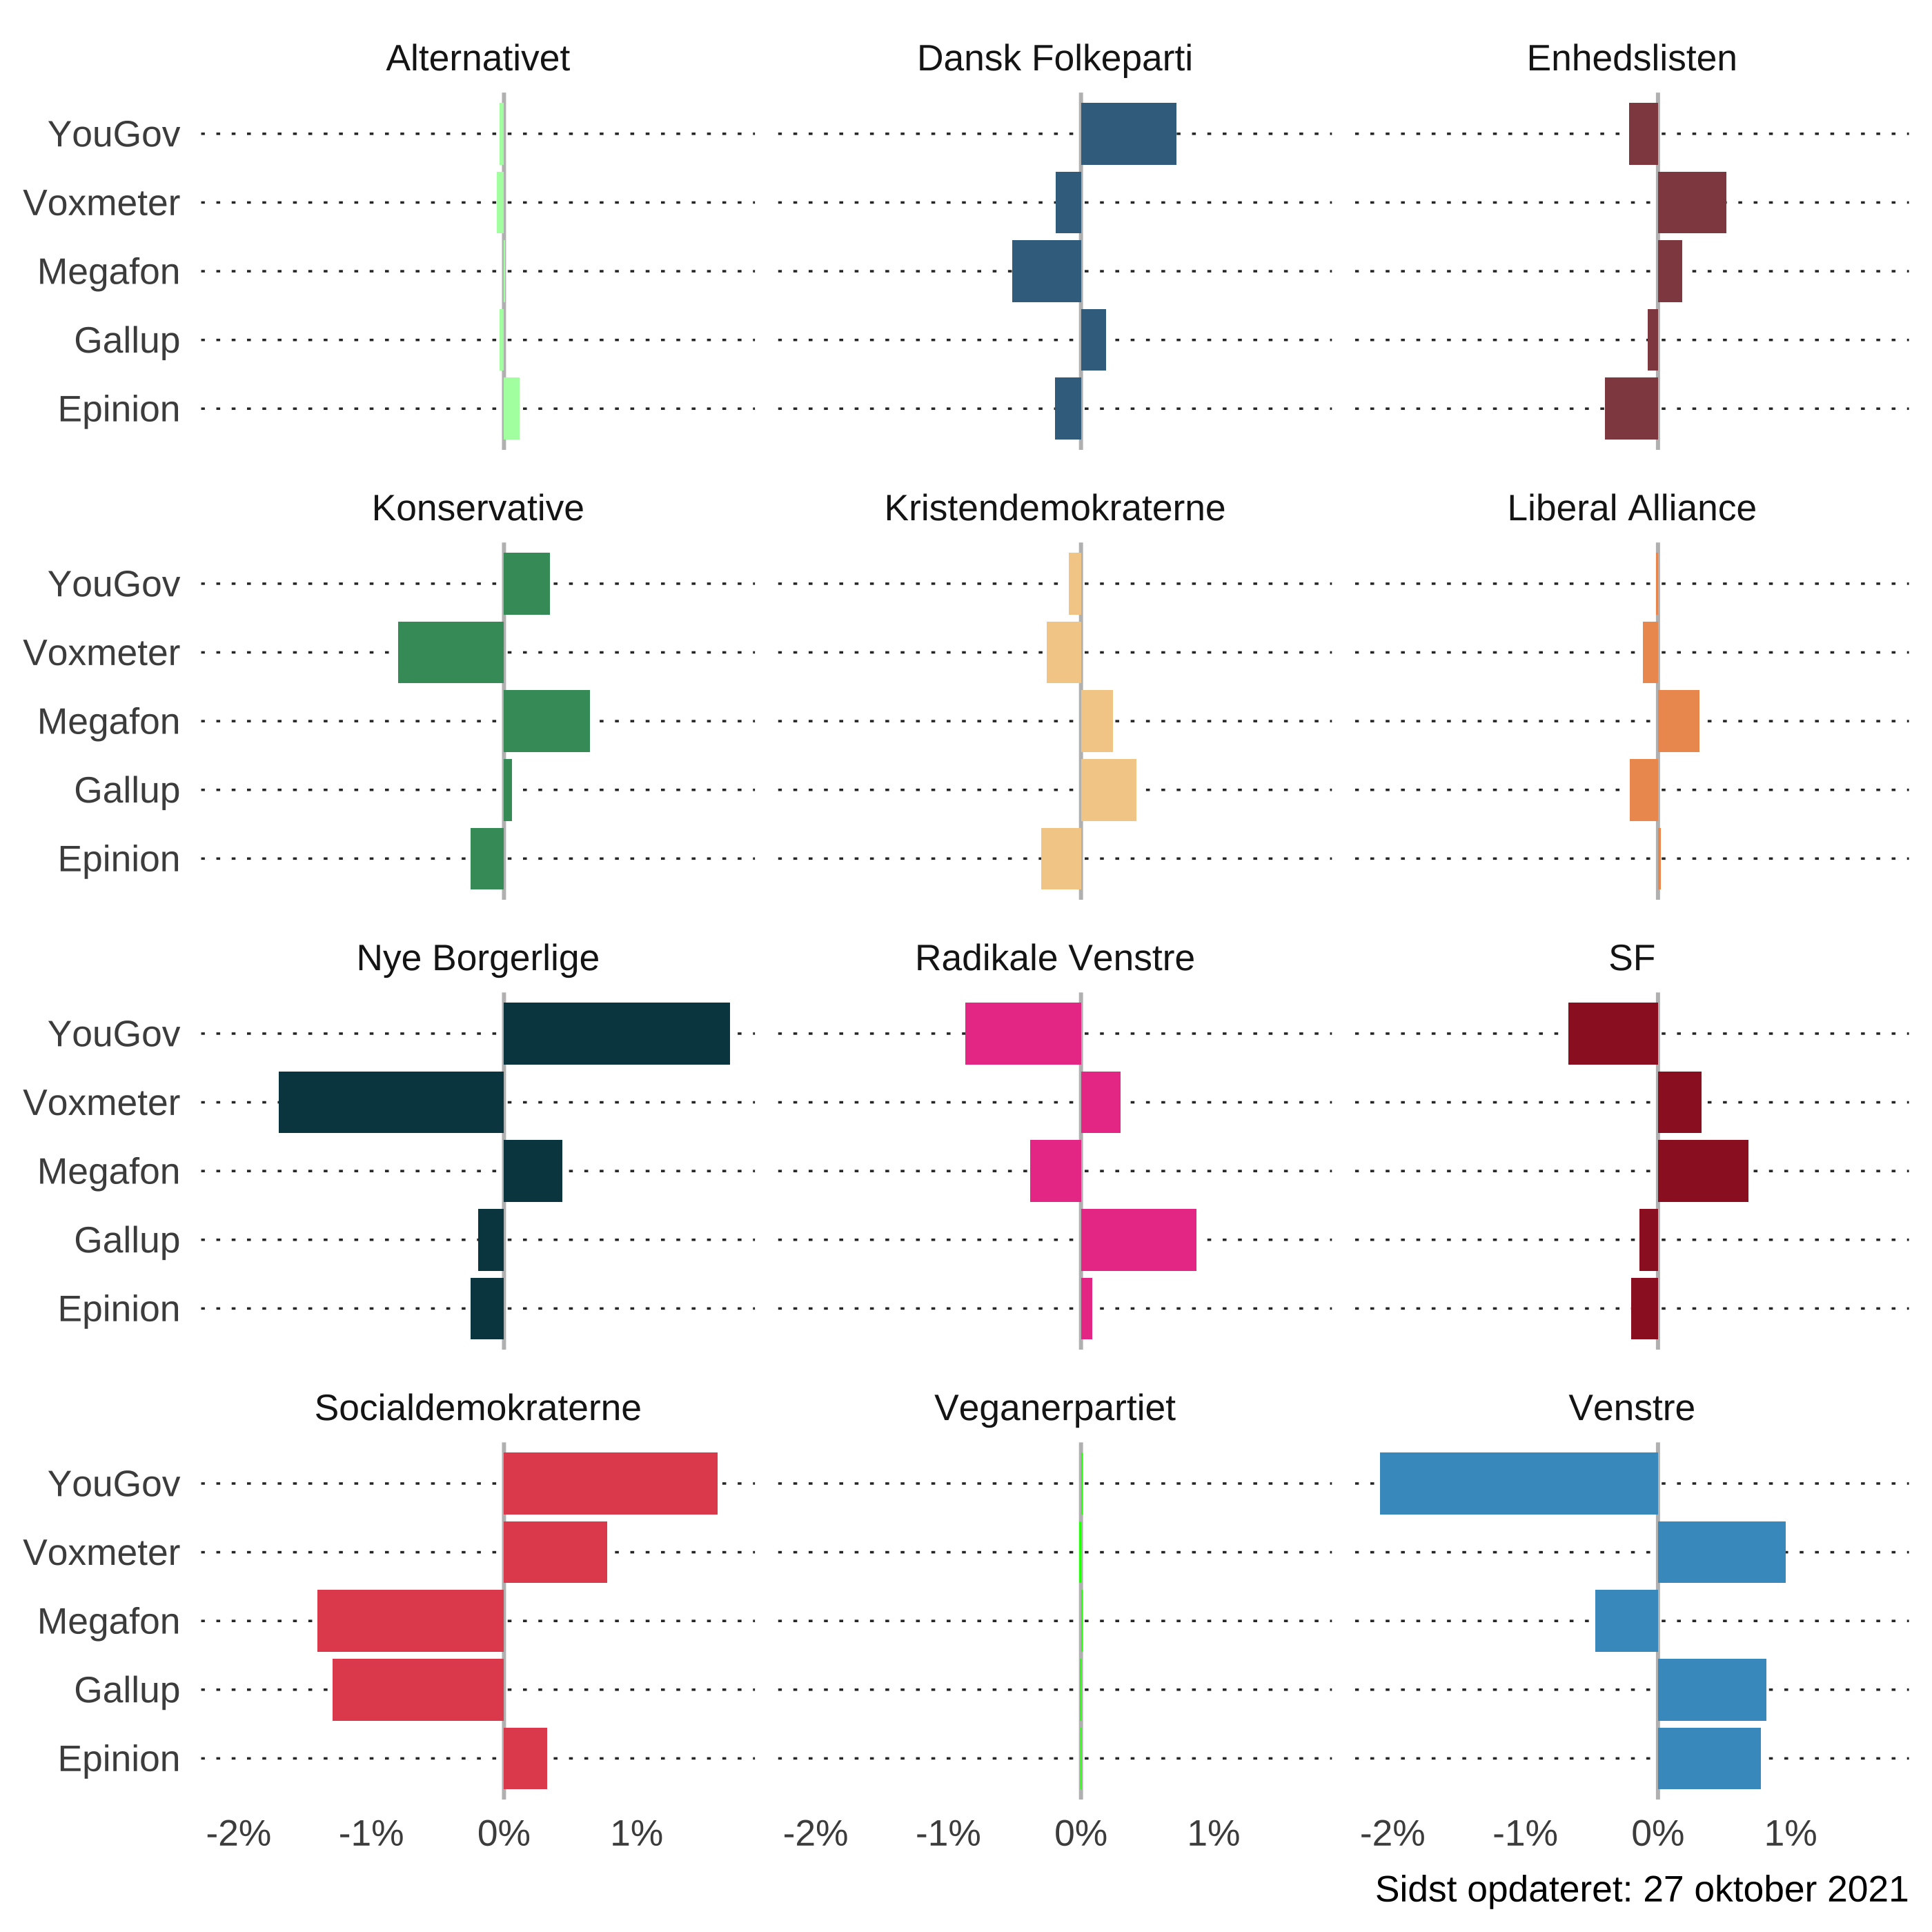 Alternativet Dansk Folkeparti Enhedslisten
YouGov
Voxmeter
Megafon
Gallup
Epinion
Konservative Kristendemokraterne Liberal Alliance
YouGov
Voxmeter
Megafon
Gallup
Epinion
Nye Borgerlige Radikale Venstre SF
YouGov
Voxmeter
Megafon
Gallup
Epinion
Socialdemokraterne Veganerpartiet Venstre
YouGov
Voxmeter
Megafon
Gallup
Epinion
-2% -1% 0% 1% -2% -1% 0% 1% -2% -1% 0% 1%
Sidst opdateret: 27 oktober 2021